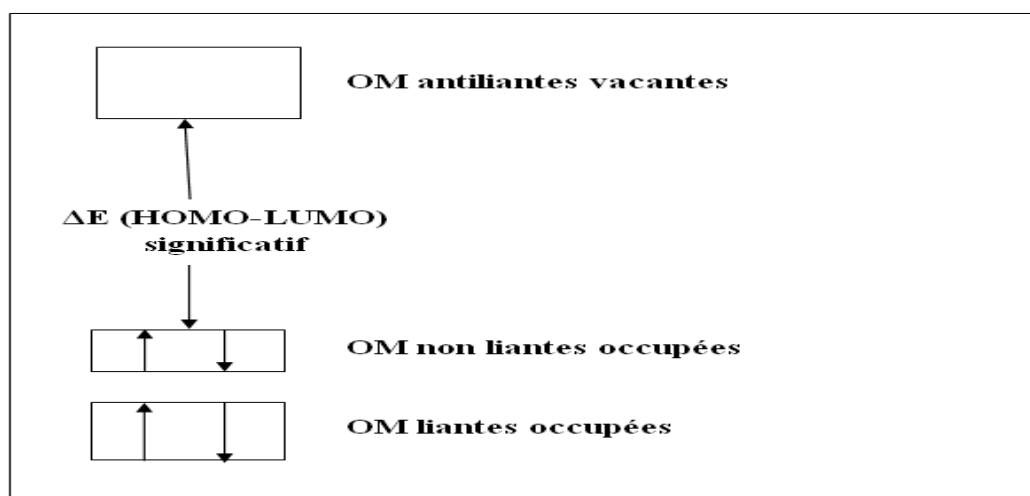 OM antiliantes vacantes
ΔE (HOMO-LUMO)
significatif
OM non liantes occupées
OM liantes occupées